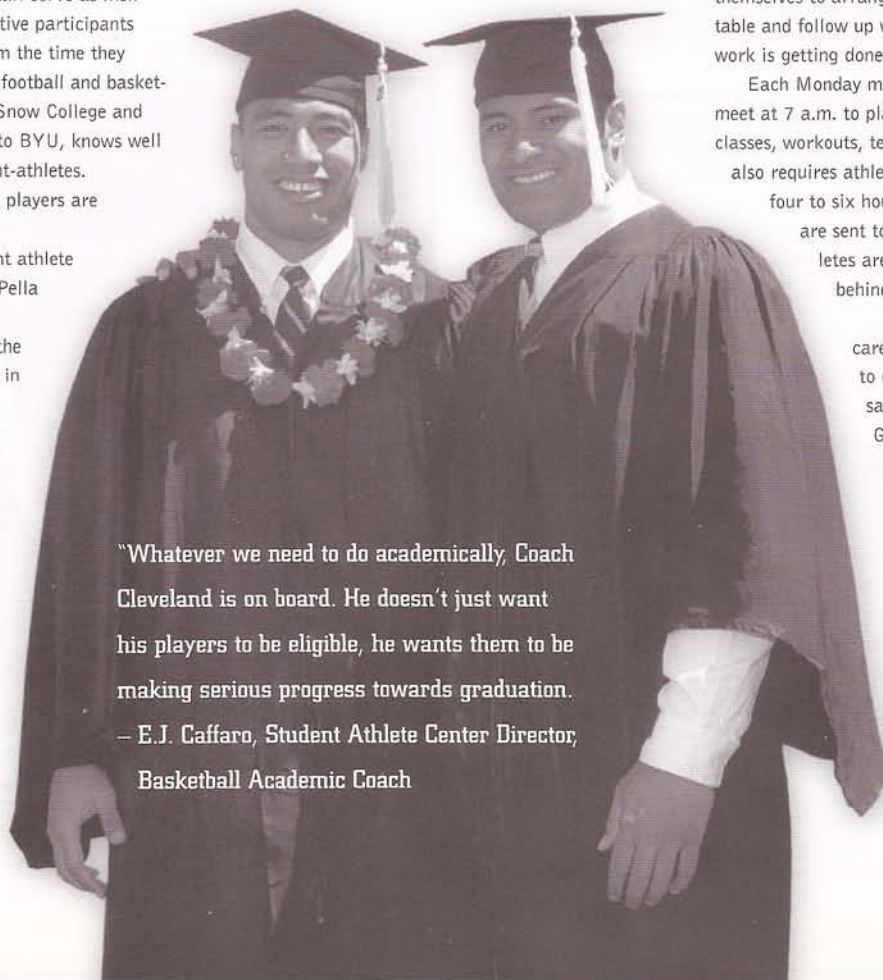 tive participants
m the time they
football and basket-
Snow College and
to BYU, knows well
nt-athletes.
players are
nt athlete
Pella
the
in
themselves to arrang
table and follow up
work is getting done
Each Monday m
meet at 7 a.m. to pla
classes, workouts, te
also requires athle
four to six hou
are sent to
letes are
behind
care
to
sa
G
“Whatever we need to do academically, Coach
Cleveland is on board. He doesn’t just want
his players to be eligible, he wants them to be
making serious progress towards graduation.
– E.J. Caffaro, Student Athlete Center Director,
Basketball Academic Coach